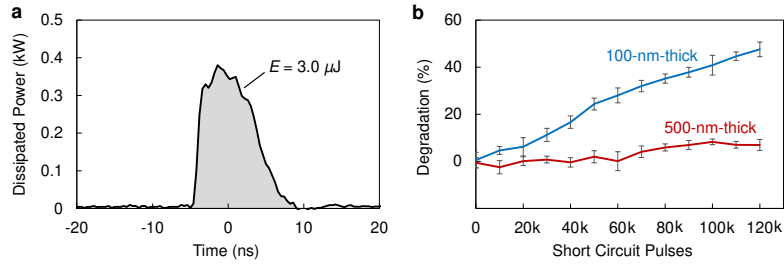 a
0.5
0.4
0.3
0.2
0.1
0
-20
-10
0
10
20
Dissipated Power (kW)
Time (ns)
E = 3.0 μJ
b
60
40
20
0
0
20k
40k
60k
80k
100k
120k
Degradation (%)
Short Circuit Pulses
100-nm-thick
500-nm-thick